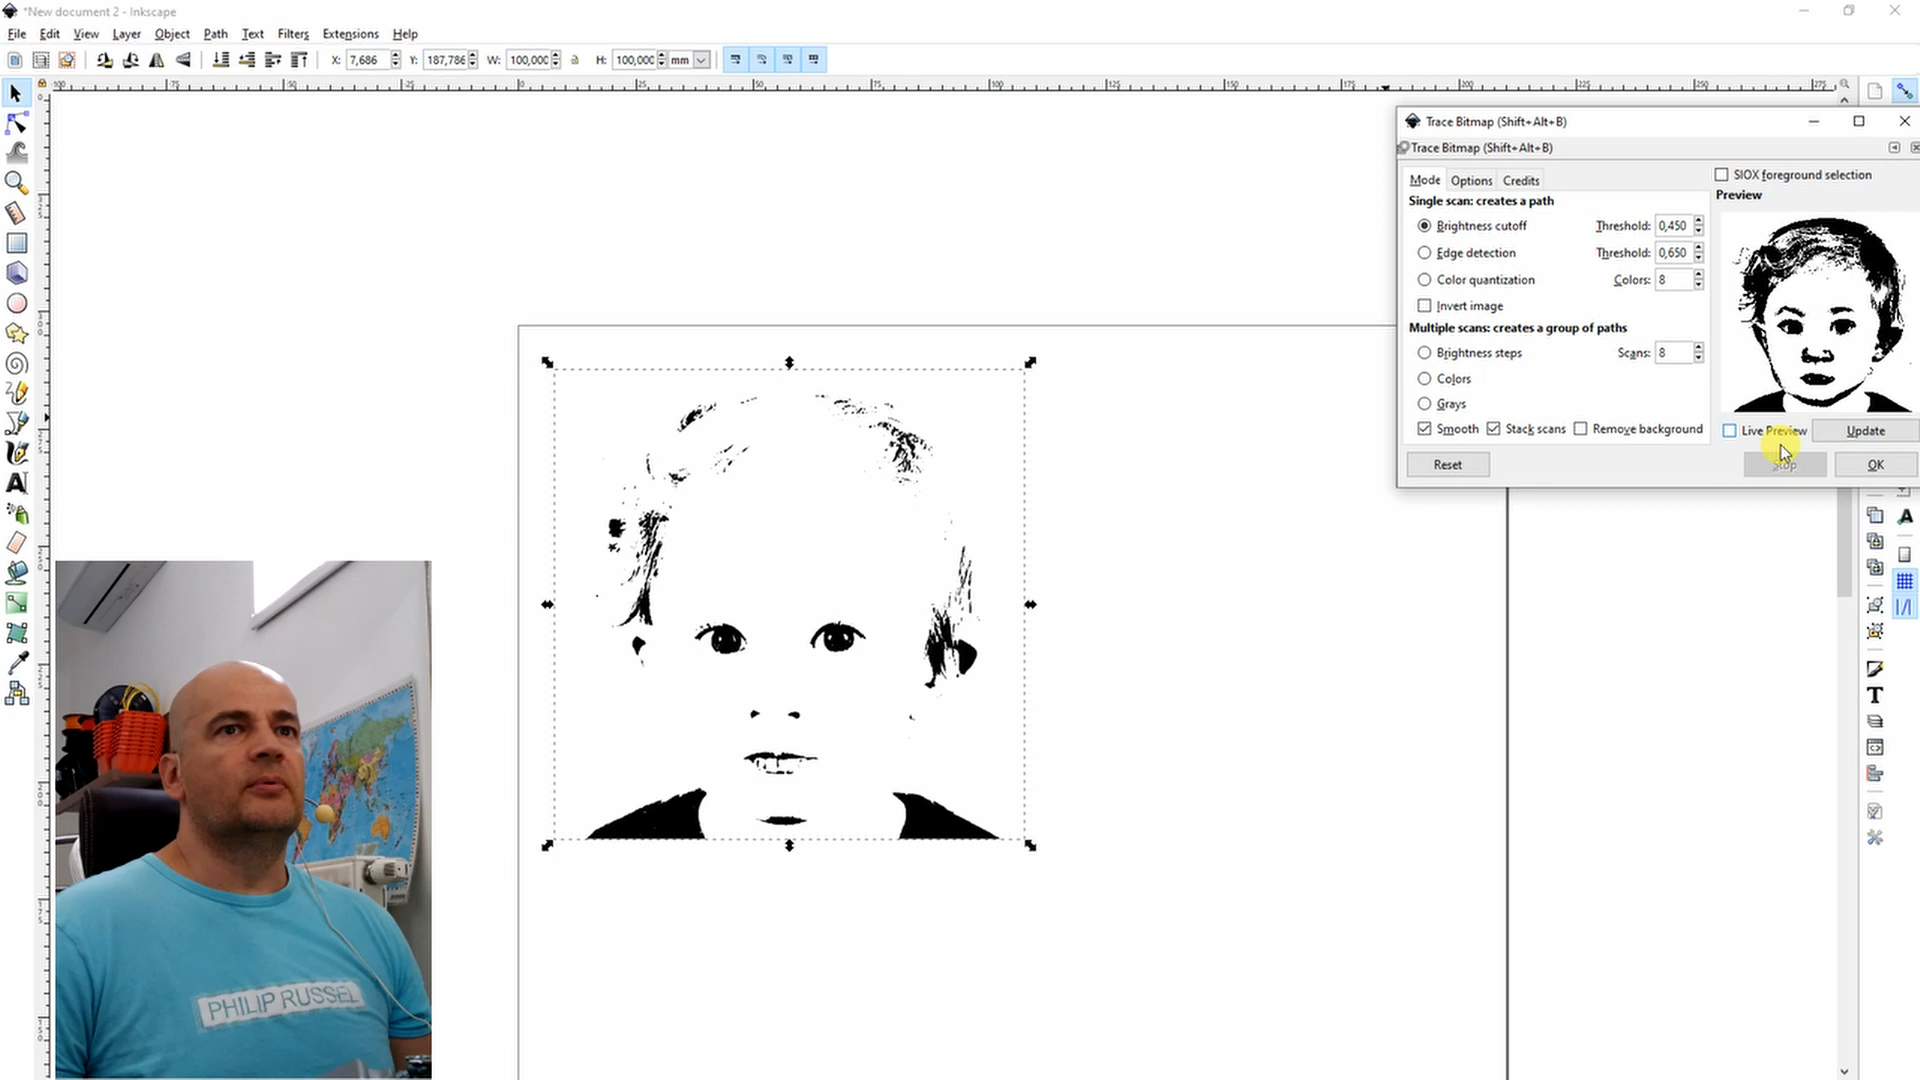 *New document 2 - Inkscape
File Edit View Layer Object Path Text Filters Extensions Help
X: 7,686 Y: 187,786 W: 100,000 H: 100,000 mm
Trace Bitmap (Shift+Alt+B)
Trace Bitmap (Shift+Alt+B)
Mode Options Credits
SIOX foreground selection
Single scan: creates a path
Preview
Brightness cutoff Threshold: 0,450
Edge detection Threshold: 0,650
Color quantization Colors: 8
Invert image
Multiple scans: creates a group of paths
Brightness steps Scans: 8
Colors
Grays
Smooth Stack scans Remove background
Live Preview Update
Reset Stop OK
PHILIP RUSSEL